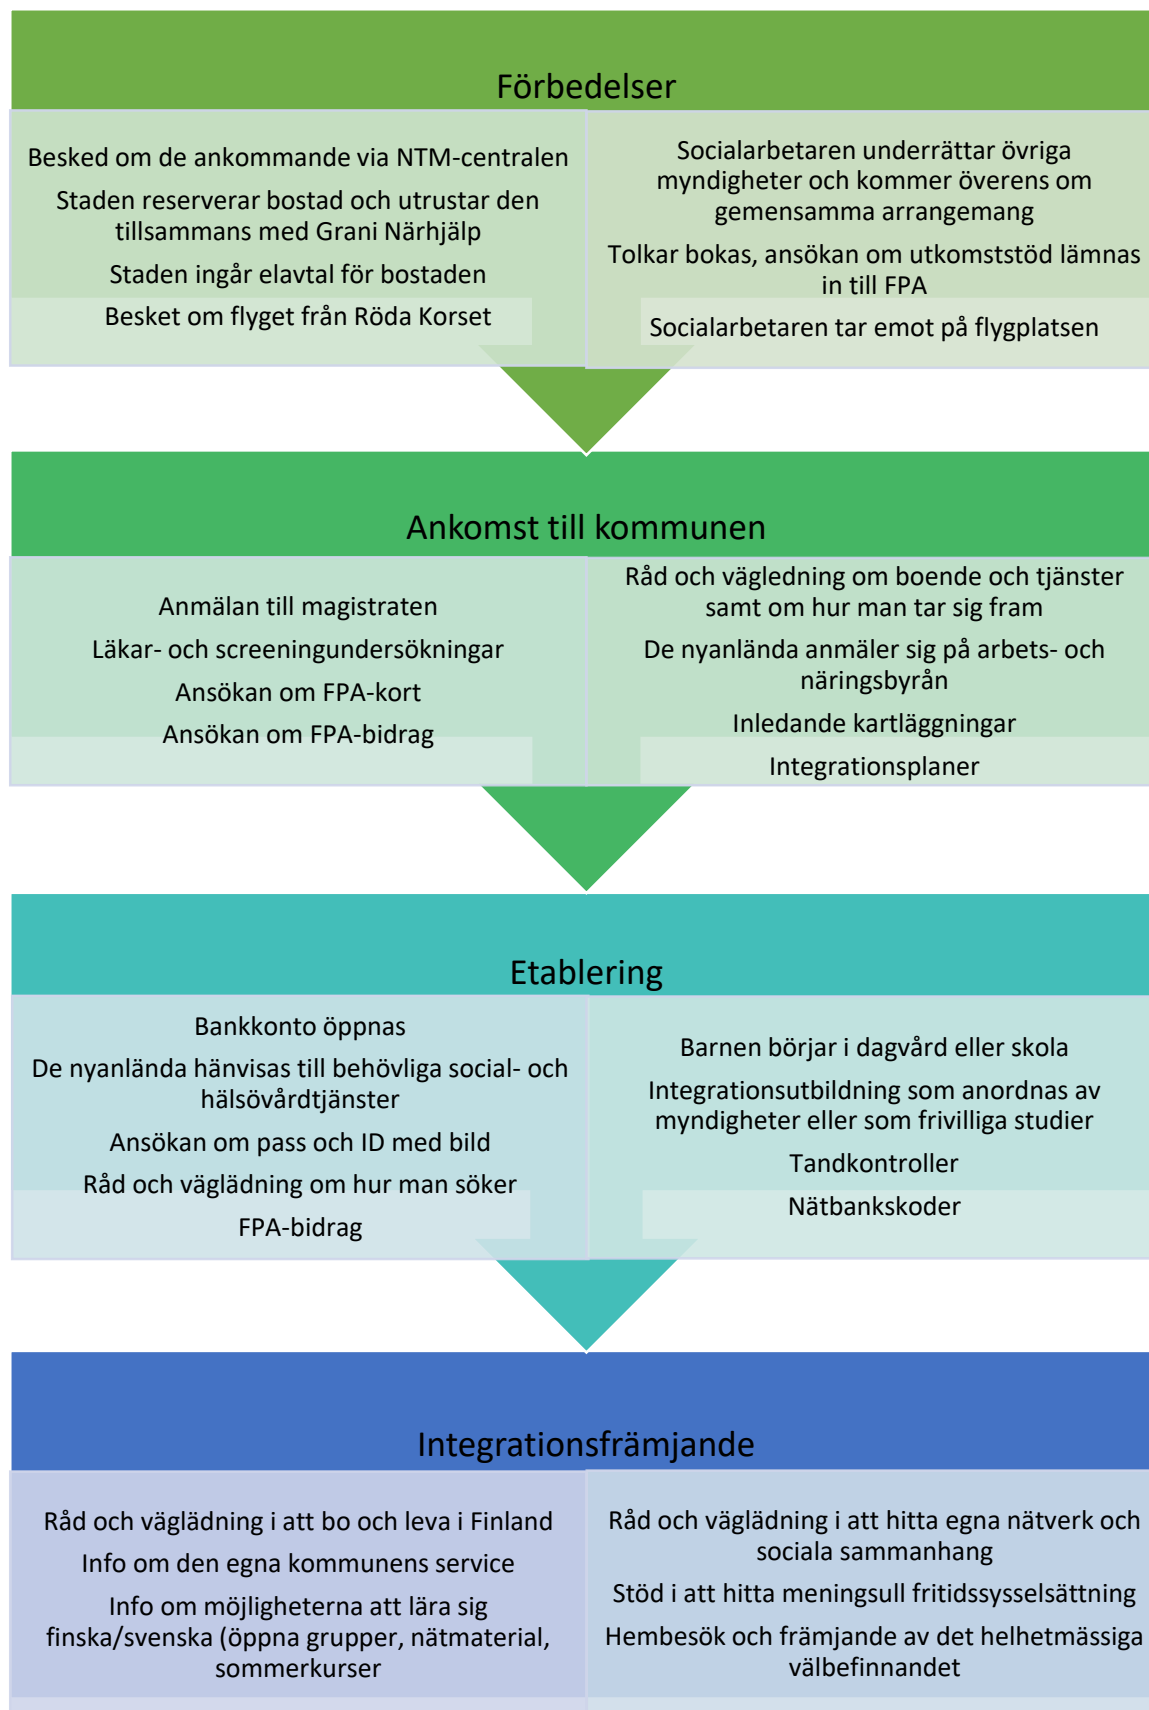 Förbedelser
Besked om de ankommande via NTM-centralen
Staden reserverar bostad och utrustar den
tillsammans med Grani Närhjälp
Staden ingår elavtal för bostaden
Besket om flyget från Röda Korset
Socialarbetaren underrättar övriga
myndigheter och kommer överens om
gemensamma arrangemang
Tolkar bokas, ansökan om utkomststöd lämnas
in till FPA
Socialarbetaren tar emot på flygplatsen
Ankomst till kommunen
Anmälan till magistraten
Läkar- och screeningundersökningar
Ansökan om FPA-kort
Ansökan om FPA-bidrag
Råd och vägledning om boende och tjänster
samt om hur man tar sig fram
De nyanlända anmäler sig på arbets- och
näringsbyrån
Inledande kartläggningar
Integrationsplaner
Etablering
Bankkonto öppnas
De nyanlända hänvisas till behövliga social- och
hälsövårdtjänster
Ansökan om pass och ID med bild
Råd och väglädning om hur man söker
FPA-bidrag
Barnen börjar i dagvård eller skola
Integrationsutbildning som anordnas av
myndigheter eller som frivilliga studier
Tandkontroller
Nätbankskoder
Integrationsfrämjande
Råd och väglädning i att bo och leva i Finland
Info om den egna kommunens service
Info om möjligheterna att lära sig
finska/svenska (öppna grupper, nätmaterial,
sommerkurser
Råd och väglädning i att hitta egna nätverk och
sociala sammanhang
Stöd i att hitta meningsull fritidssysselsättning
Hembesök och främjande av det helhetmässiga
välbefinnandet